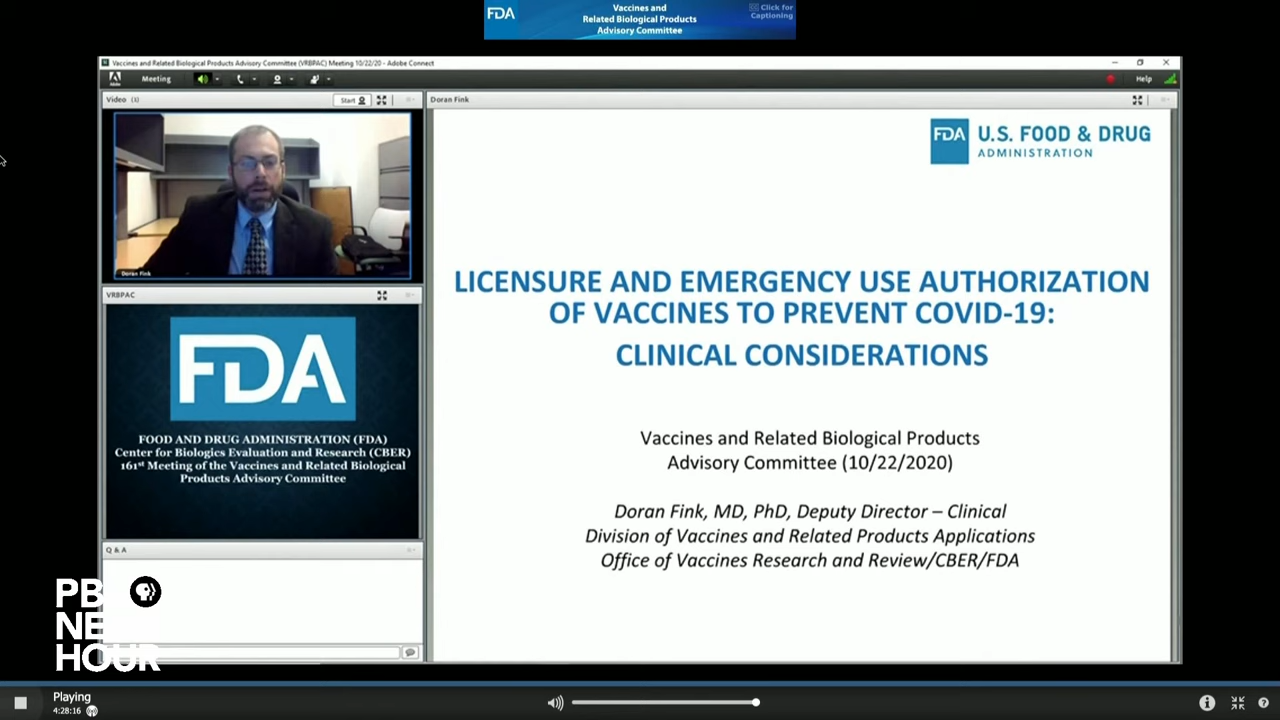 FDA
Vaccines and
Related Biological Products
Advisory Committee
Click for
Captioning
Vaccines and Related Biological Products Advisory Committee (VRBPAC) Meeting 10/22/20 - Adobe Connect
Meeting
Help
Video (1)
Start
Doran Fink
Doran Fink
FDA U.S. FOOD & DRUG
ADMINISTRATION
LICENSURE AND EMERGENCY USE AUTHORIZATION
OF VACCINES TO PREVENT COVID-19:
CLINICAL CONSIDERATIONS
Vaccines and Related Biological Products
Advisory Committee (10/22/2020)
Doran Fink, MD, PhD, Deputy Director – Clinical
Division of Vaccines and Related Products Applications
Office of Vaccines Research and Review/CBER/FDA
VRBPAC
FDA
FOOD AND DRUG ADMINISTRATION (FDA)
Center for Biologics Evaluation and Research (CBER)
161st Meeting of the Vaccines and Related Biological
Products Advisory Committee
Q & A
PBS
NEWS
HOUR
Playing
4:28:16